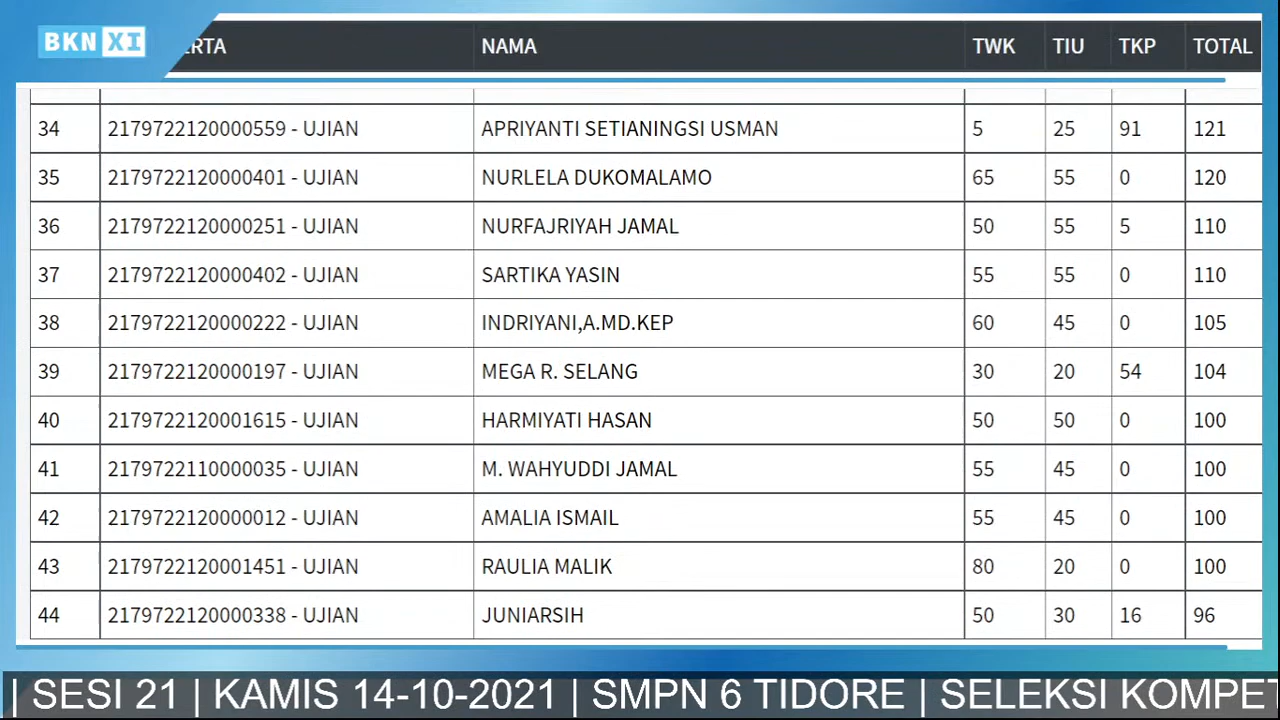 BKN XI
ERTA NAMA TWK TIU TKP TOTAL
34 2179722120000559 - UJIAN APRIYANTI SETIANINGSI USMAN 5 25 91 121
35 2179722120000401 - UJIAN NURLELA DUKOMALAMO 65 55 0 120
36 2179722120000251 - UJIAN NURFAJRIYAH JAMAL 50 55 5 110
37 2179722120000402 - UJIAN SARTIKA YASIN 55 55 0 110
38 2179722120000222 - UJIAN INDRIYANI,A.MD.KEP 60 45 0 105
39 2179722120000197 - UJIAN MEGA R. SELANG 30 20 54 104
40 2179722120001615 - UJIAN HARMIYATI HASAN 50 50 0 100
41 2179722110000035 - UJIAN M. WAHYUDDI JAMAL 55 45 0 100
42 2179722120000012 - UJIAN AMALIA ISMAIL 55 45 0 100
43 2179722120001451 - UJIAN RAULIA MALIK 80 20 0 100
44 2179722120000338 - UJIAN JUNIARSIH 50 30 16 96
| SESI 21 | KAMIS 14-10-2021 | SMPN 6 TIDORE | SELEKSI KOMPET